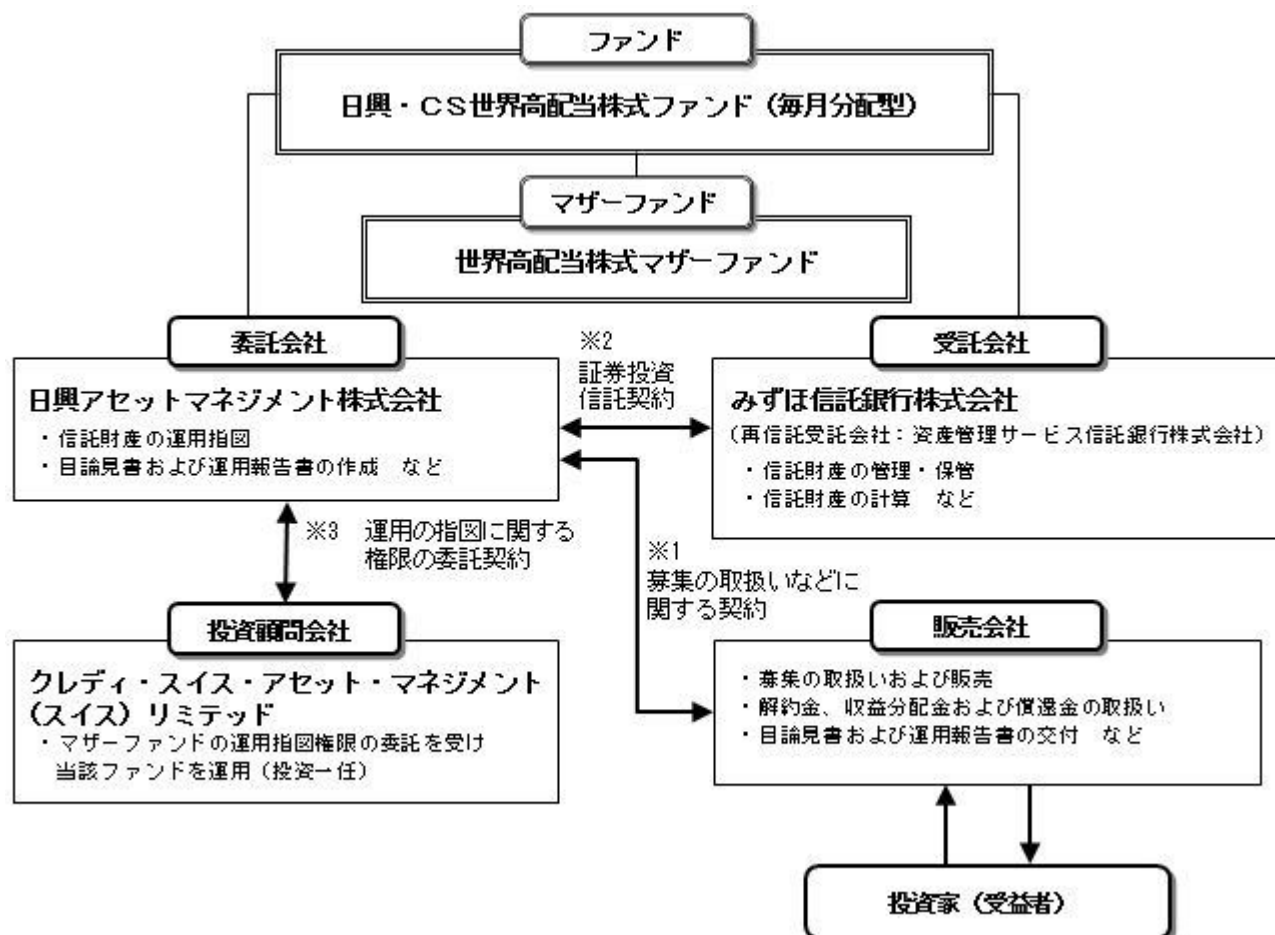 ファンド
日興・ＣＳ世界高配当株式ファンド（毎月分配型）
マザーファンド
世界高配当株式マザーファンド
委託会社
日興アセットマネジメント株式会社
・信託財産の運用指図
・目論見書および運用報告書の作成　など
※2
証券投資
信託契約
受託会社
みずほ信託銀行株式会社
（再信託受託会社：資産管理サービス信託銀行株式会社）
・信託財産の管理・保管
・信託財産の計算　など
※3　運用の指図に関する
権限の委託契約
※1
募集の取扱いなどに
関する契約
投資顧問会社
クレディ・スイス・アセット・マネジメント
(スイス) リミテッド
・マザーファンドの運用指図権限の委託を受け
当該ファンドを運用（投資一任）
販売会社
・募集の取扱いおよび販売
・解約金、収益分配金および償還金の取扱い
・目論見書および運用報告書の交付　など
投資家（受益者）